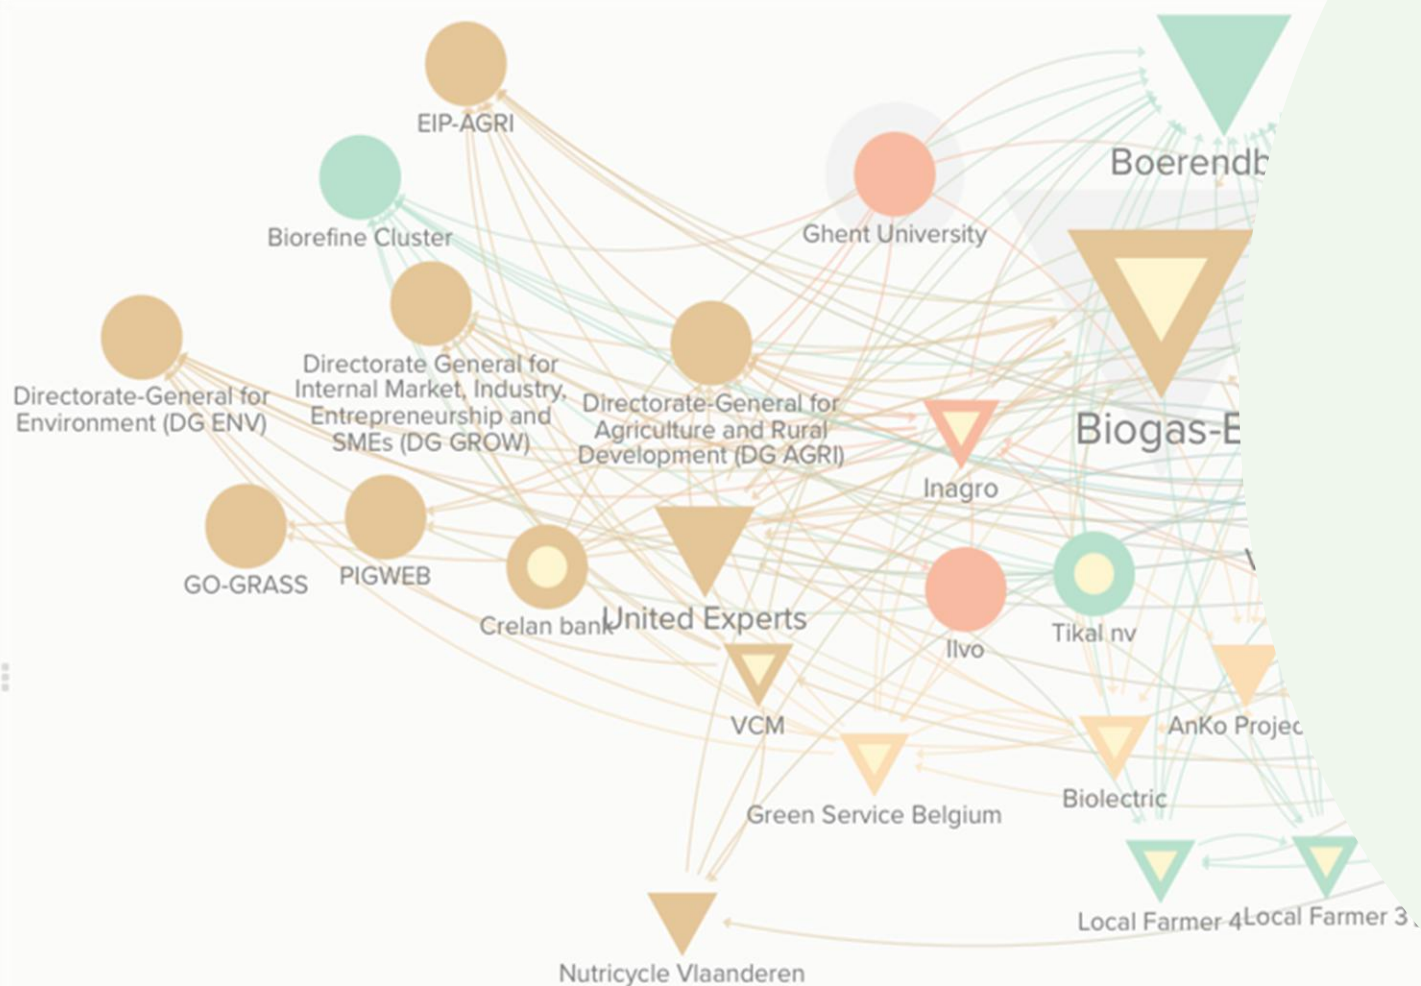 EIP-AGRI
Boerendb
Biorefine Cluster
Ghent University
Directorate-General for
Environment (DG ENV)
Directorate General for
Internal Market, Industry,
Entrepreneurship and
SMEs (DG GROW)
Directorate-General for
Agriculture and Rural
Development (DG AGRI)
Biogas-E
Inagro
GO-GRASS
PIGWEB
Crelan bank
United Experts
Ilvo
Tikal nv
VCM
AnKo Projec
Green Service Belgium
Biolectric
Local Farmer 4
Local Farmer 3
Nutricycle Vlaanderen